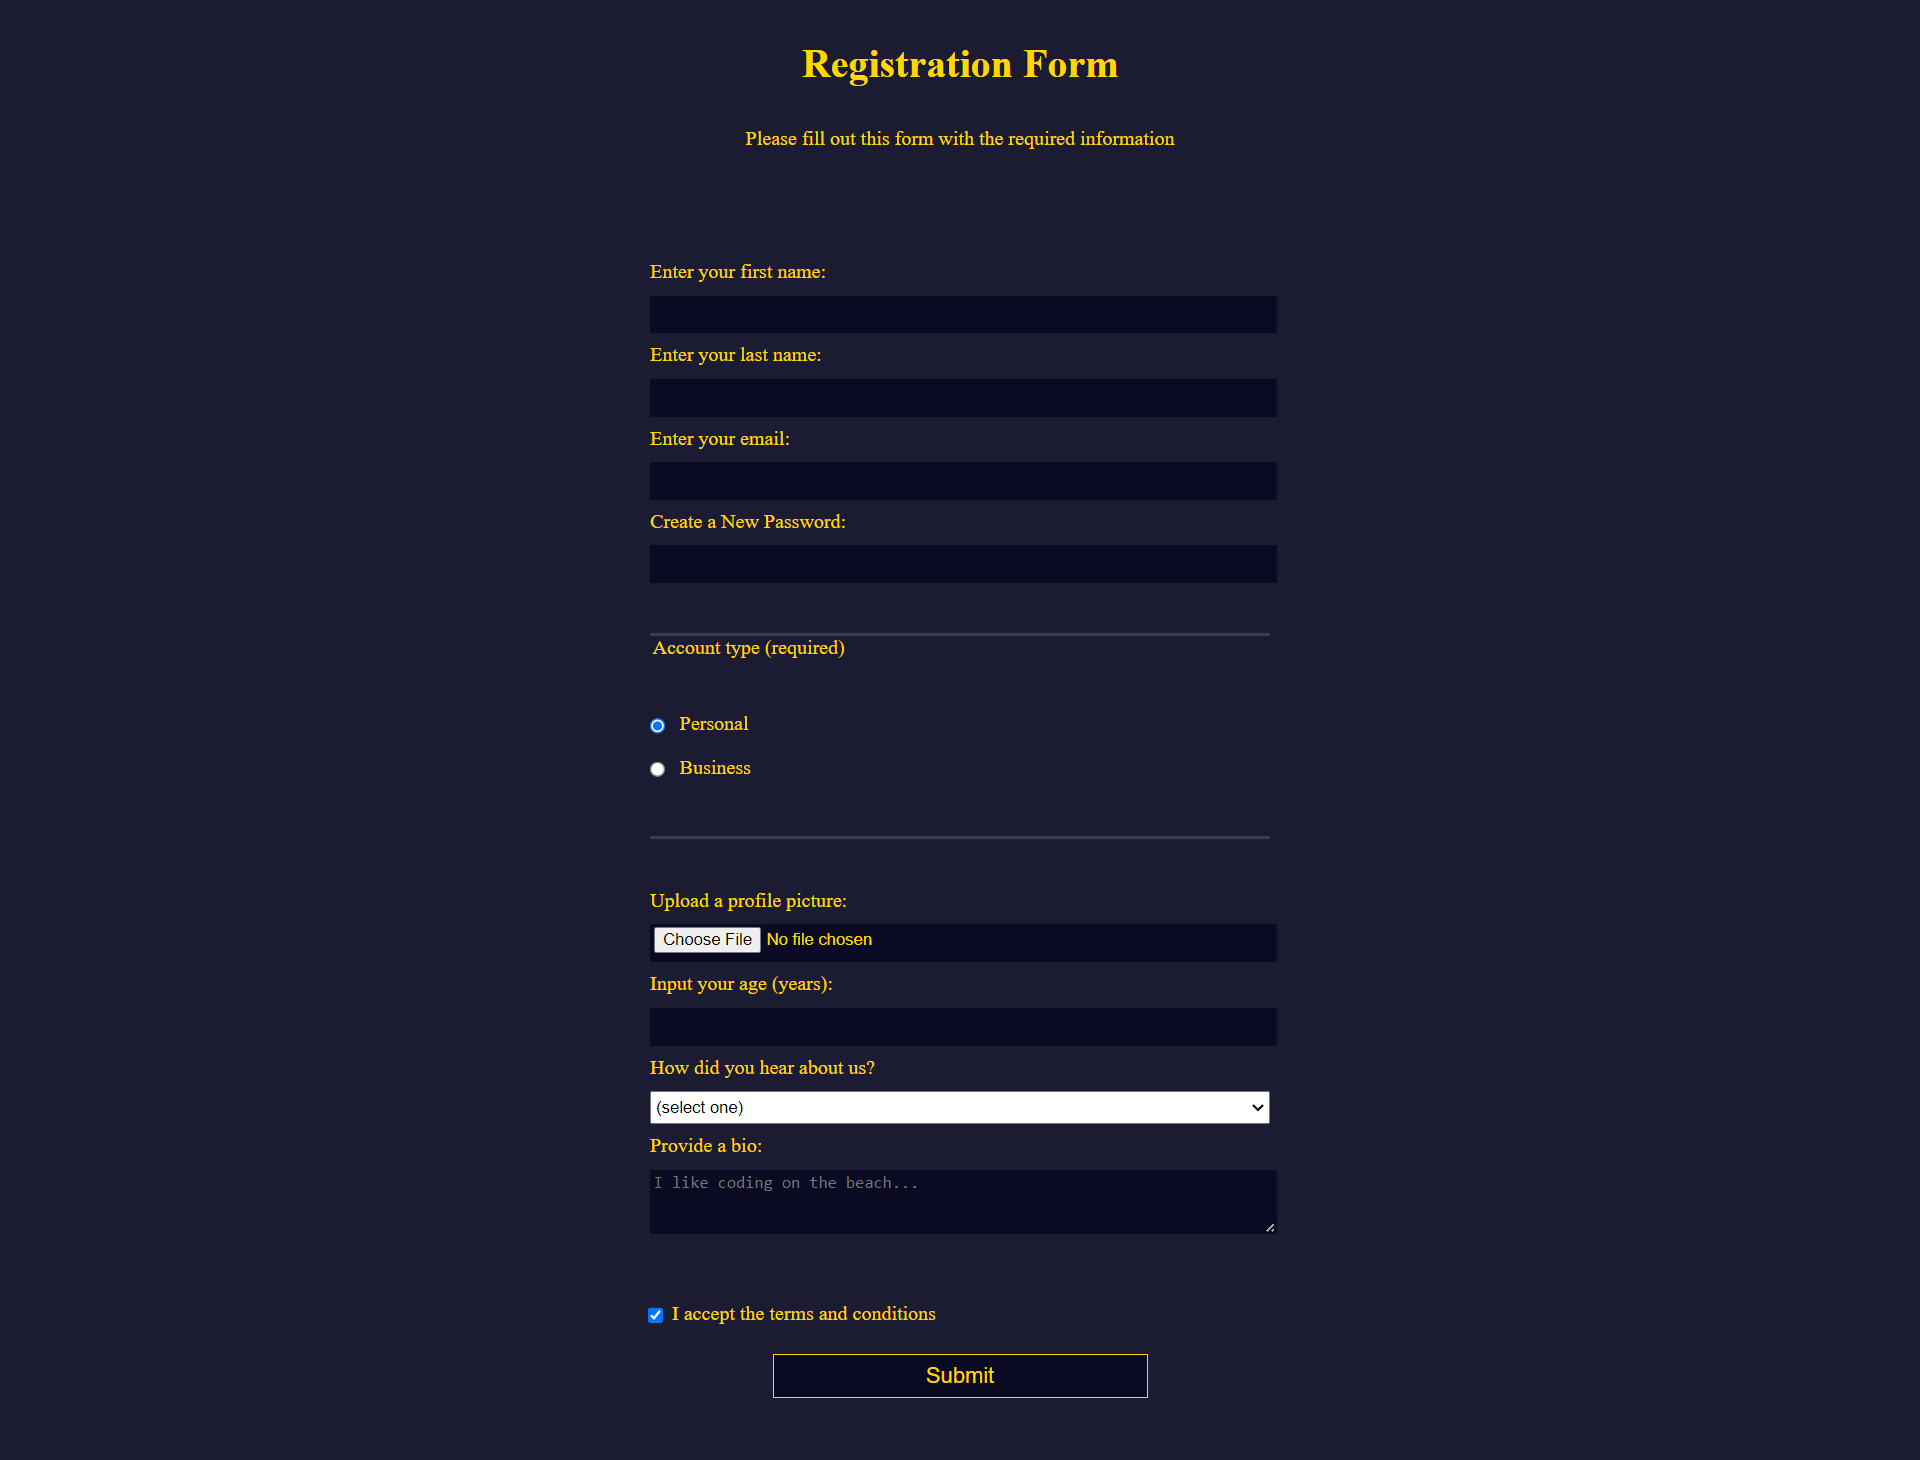 Registration Form
Please fill out this form with the required information
Enter your first name:
Enter your last name:
Enter your email:
Create a New Password:
Account type (required)
Personal
Business
Upload a profile picture:
Choose File No file chosen
Input your age (years):
How did you hear about us?
(select one)
Provide a bio:
I like coding on the beach...
I accept the terms and conditions
Submit